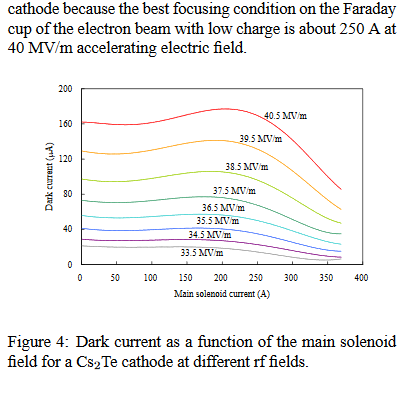 cathode because the best focusing condition on the Faraday
cup of the electron beam with low charge is about 250 A at
40 MV/m accelerating electric field.
200
160
120
80
40
0
Dark current (μA)
40.5 MV/m
39.5 MV/m
38.5 MV/m
37.5 MV/m
36.5 MV/m
35.5 MV/m
34.5 MV/m
33.5 MV/m
0 50 100 150 200 250 300 350 400
Main solenoid current (A)
Figure 4: Dark current as a function of the main solenoid
field for a Cs₂Te cathode at different rf fields.